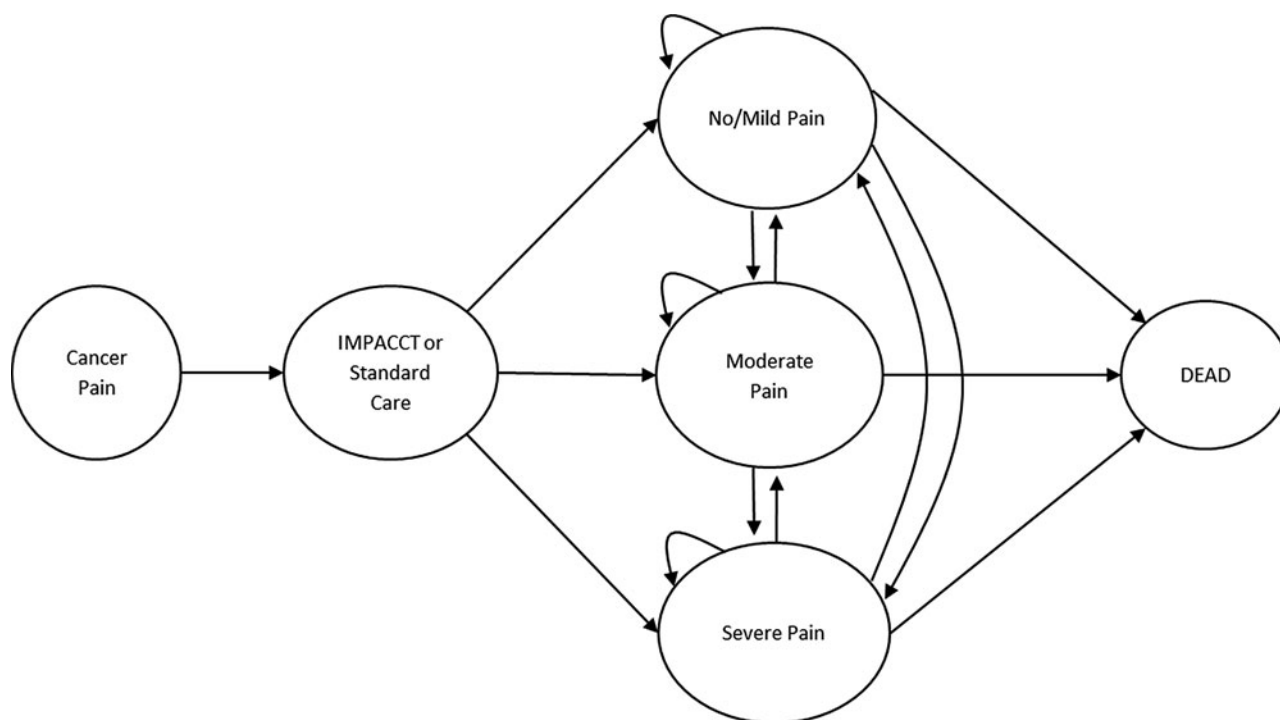 No/Mild Pain
Cancer
Pain
IMPACCT or
Standard
Care
Moderate
Pain
DEAD
Severe Pain